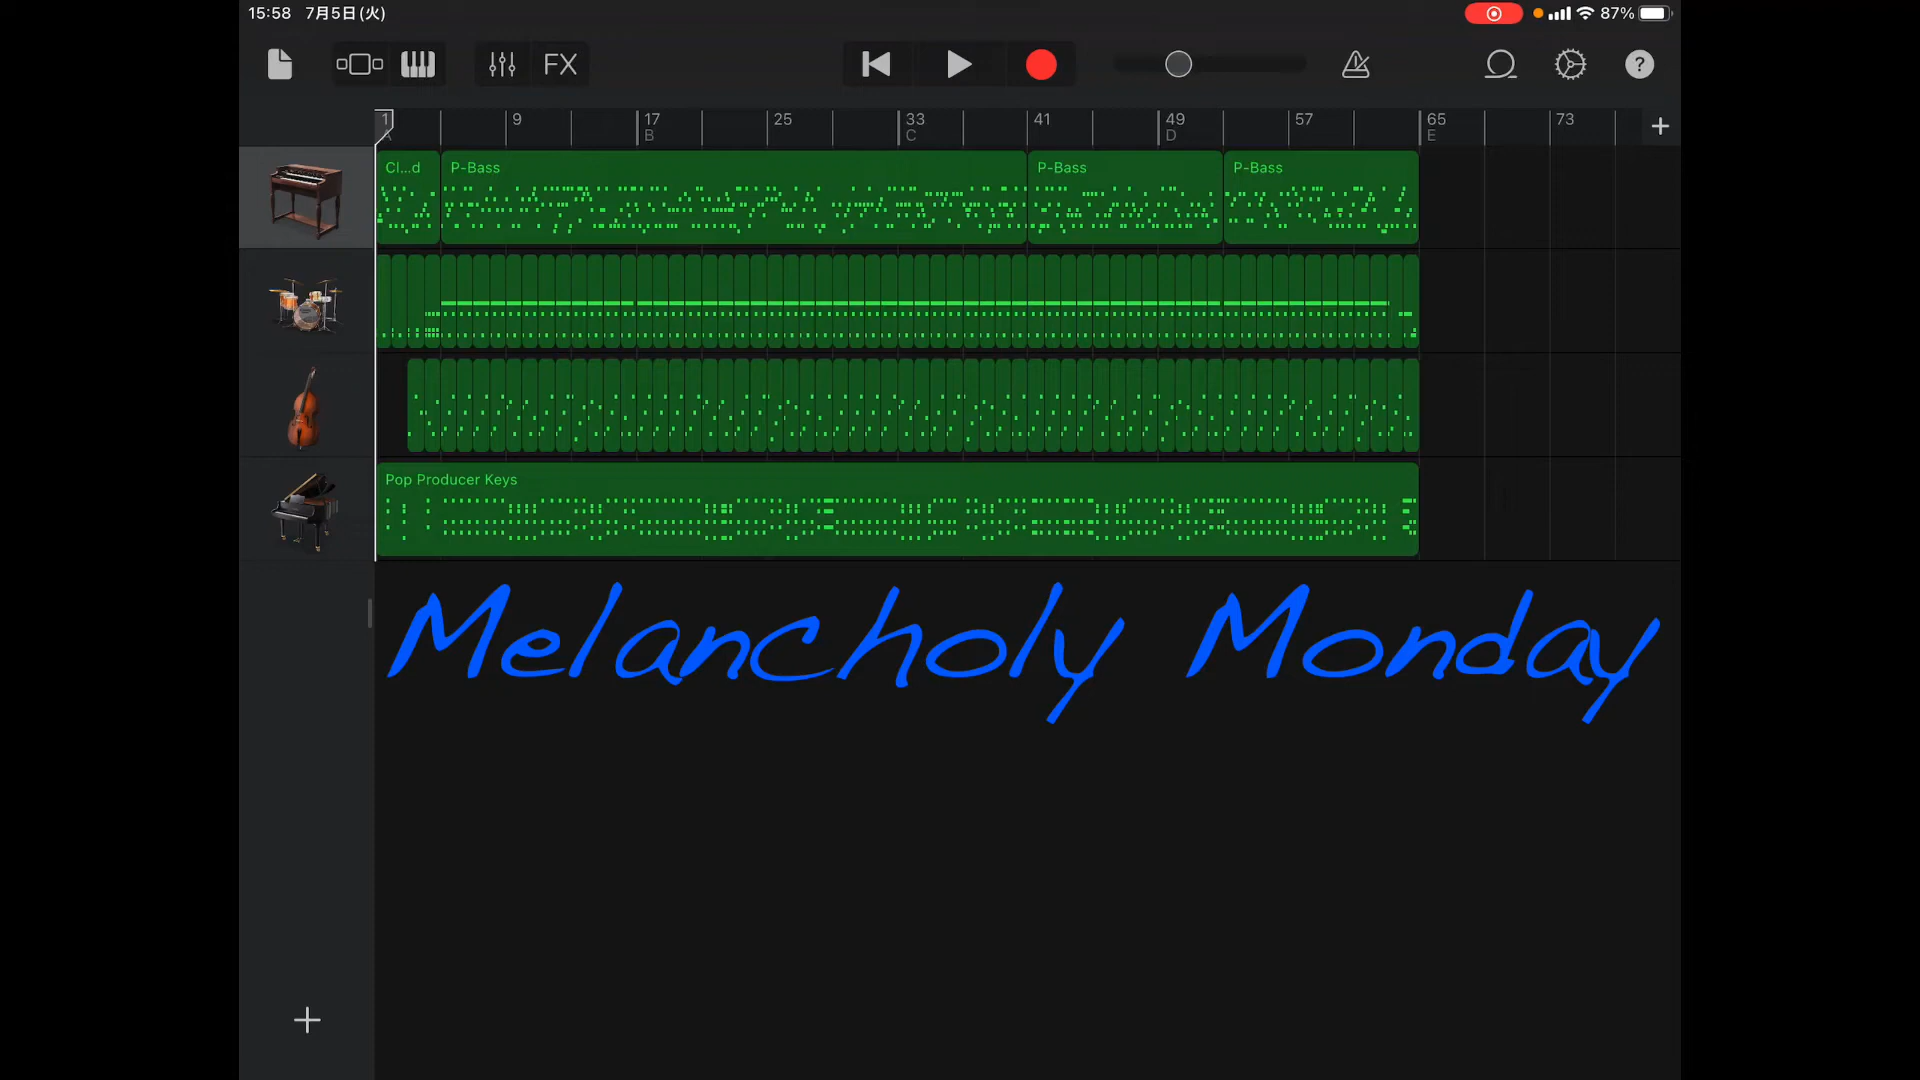 15:58 7月5日(火) 87%
FX ?
1 9 17 25 33 41 49 57 65 73
A B C D E
Cl...d P-Bass P-Bass P-Bass
Pop Producer Keys
Melancholy Monday